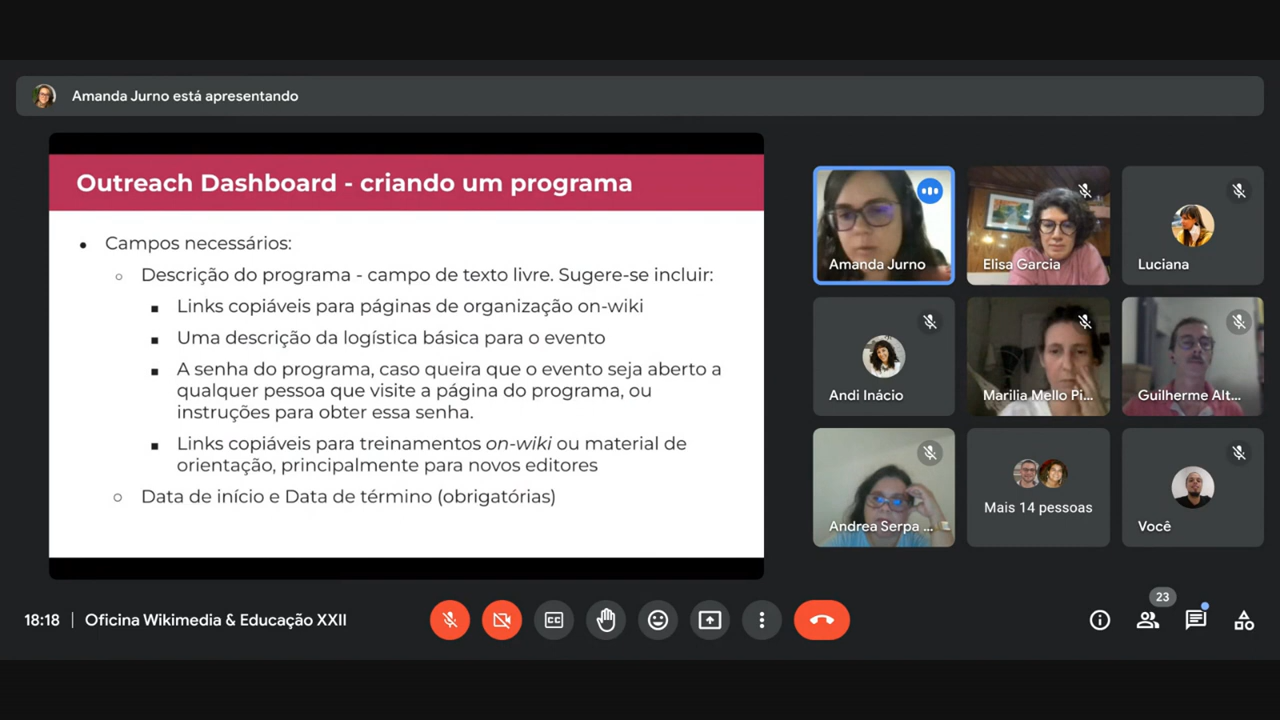 Amanda Jurno está apresentando
Outreach Dashboard - criando um programa
• Campos necessários:
○ Descrição do programa - campo de texto livre. Sugere-se incluir:
■ Links copiáveis para páginas de organização on-wiki
■ Uma descrição da logística básica para o evento
■ A senha do programa, caso queira que o evento seja aberto a
qualquer pessoa que visite a página do programa, ou
instruções para obter essa senha.
■ Links copiáveis para treinamentos on-wiki ou material de
orientação, principalmente para novos editores
○ Data de início e Data de término (obrigatórias)
Amanda Jurno
Elisa Garcia
Luciana
Andi Inácio
Marilia Mello Pi...
Guilherme Alt...
Andrea Serpa ...
Mais 14 pessoas
Você
18:18 | Oficina Wikimedia & Educação XXII
CC
23